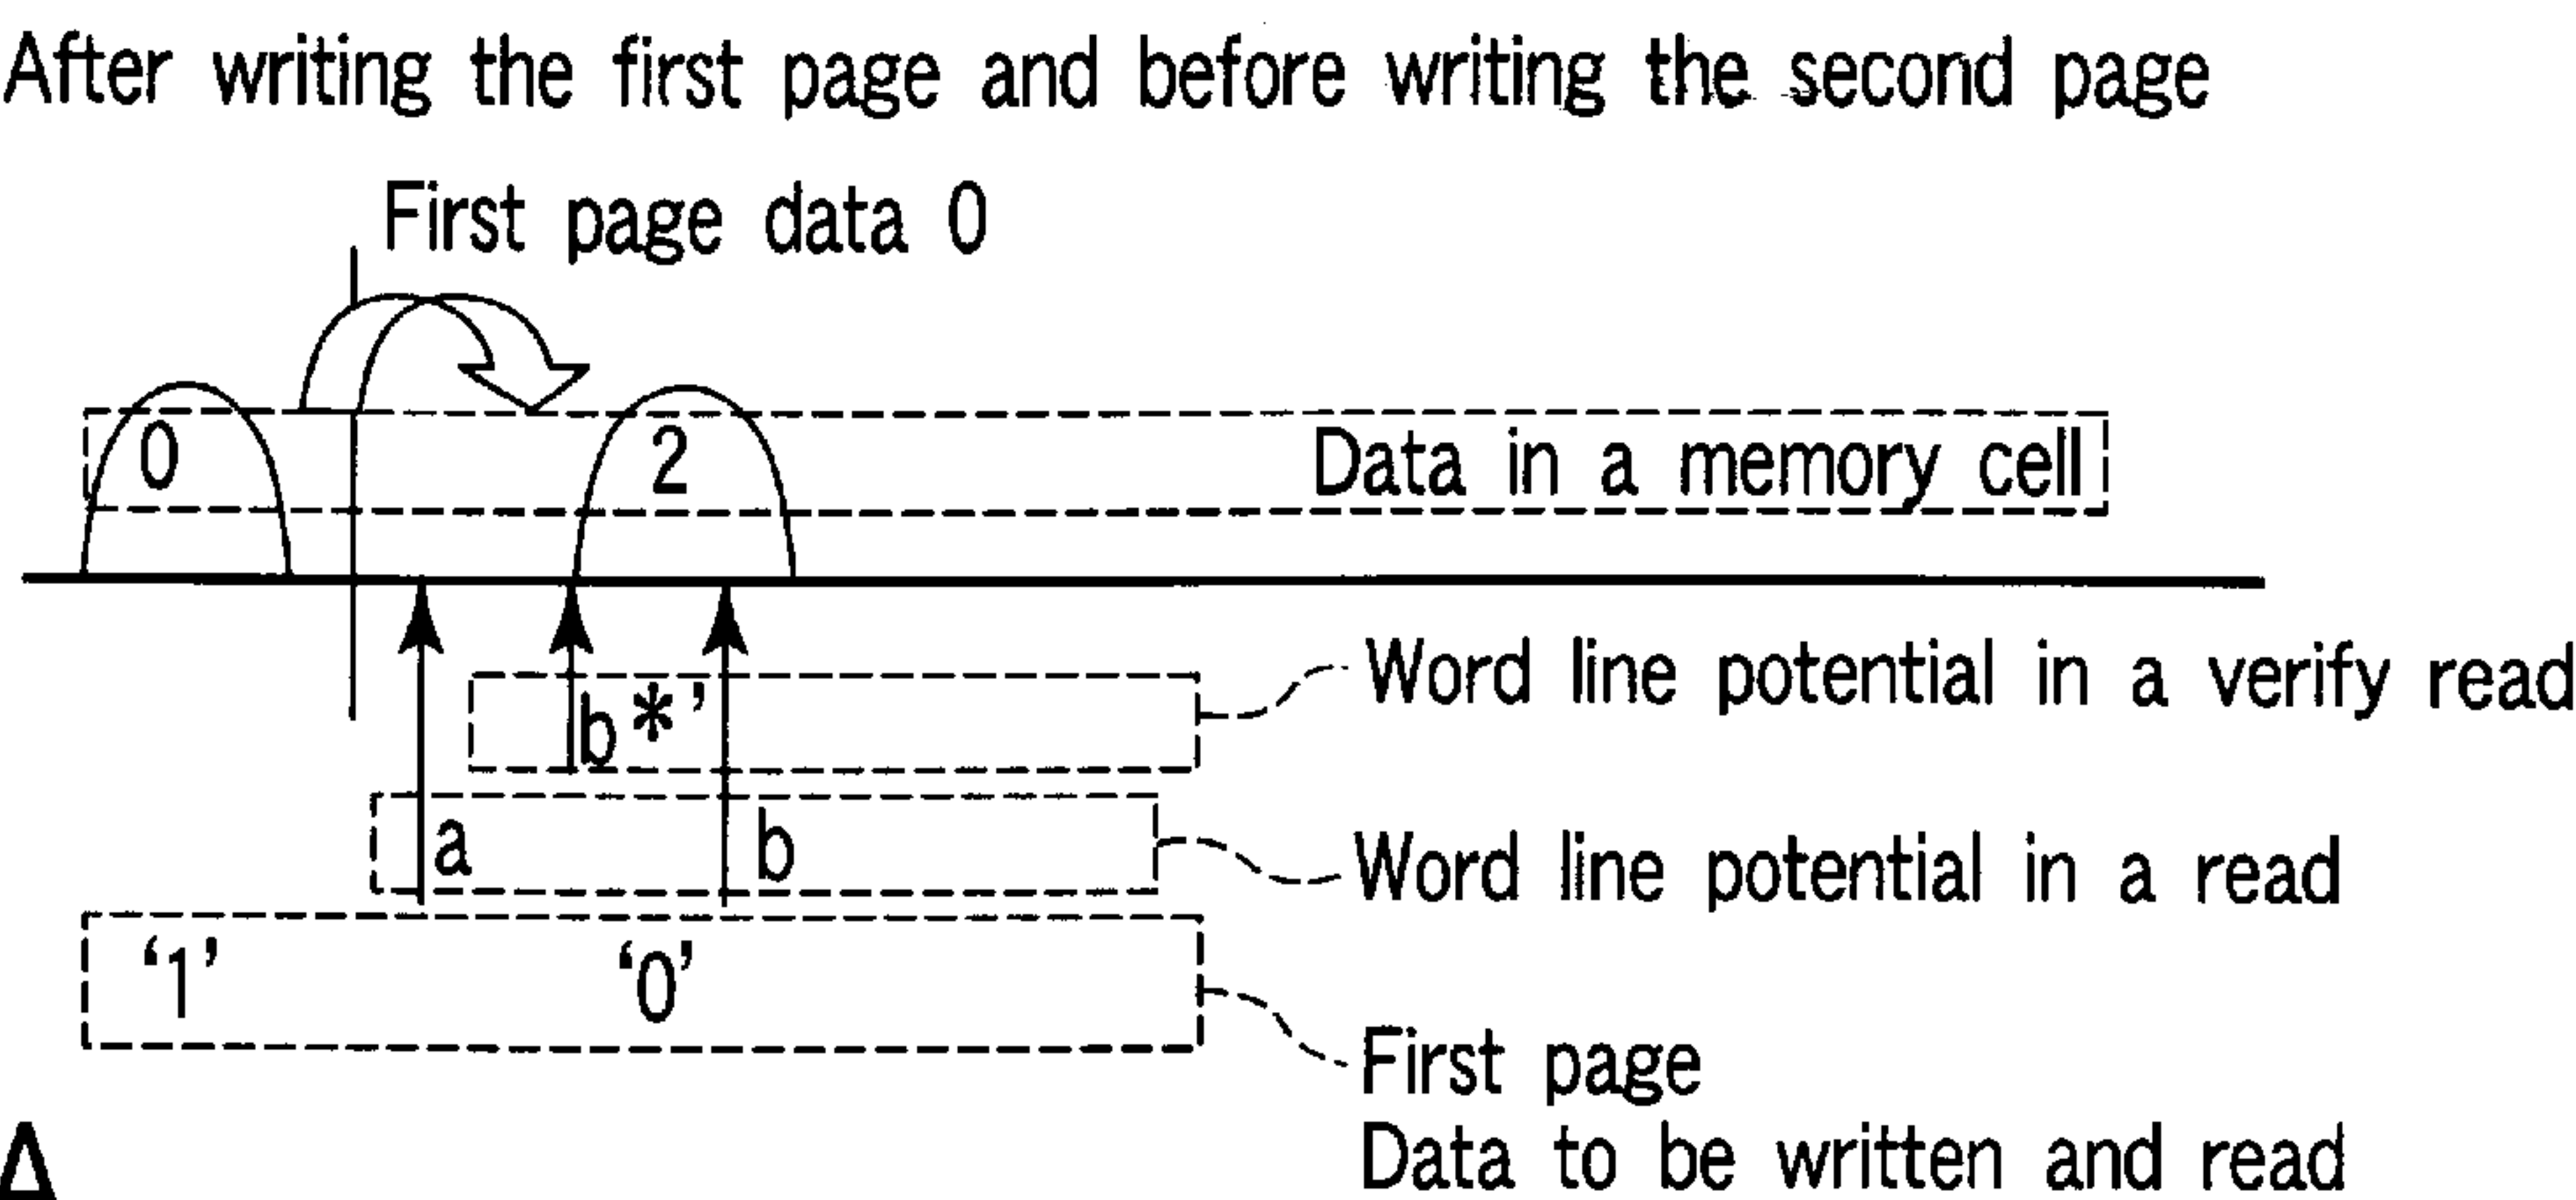 After writing the first page and before writing the second page
First page data 0
0 2 Data in a memory cell
b*’ Word line potential in a verify read
a b Word line potential in a read
‘1’ ‘0’
First page
Data to be written and read